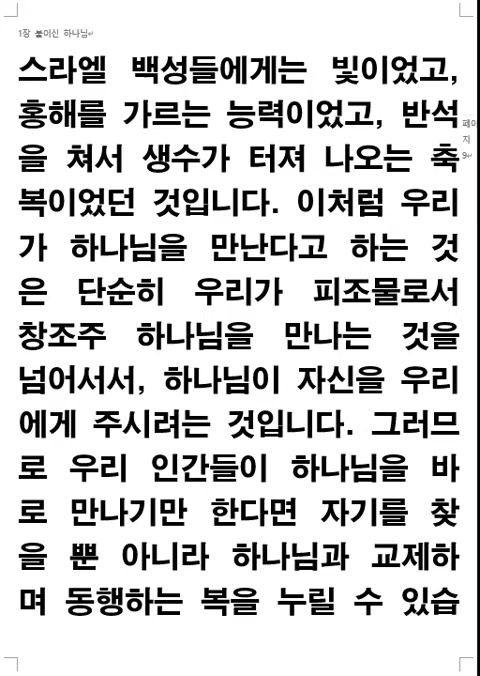 1장 불이신 하나님
스라엘 백성들에게는 빛이었고,
홍해를 가르는 능력이었고, 반석
을 쳐서 생수가 터져 나오는 축
복이었던 것입니다. 이처럼 우리
가 하나님을 만난다고 하는 것
은 단순히 우리가 피조물로서
창조주 하나님을 만나는 것을
넘어서서, 하나님이 자신을 우리
에게 주시려는 것입니다. 그러므
로 우리 인간들이 하나님을 바
로 만나기만 한다면 자기를 찾
을 뿐 아니라 하나님과 교제하
며 동행하는 복을 누릴 수 있습
페이
지
9